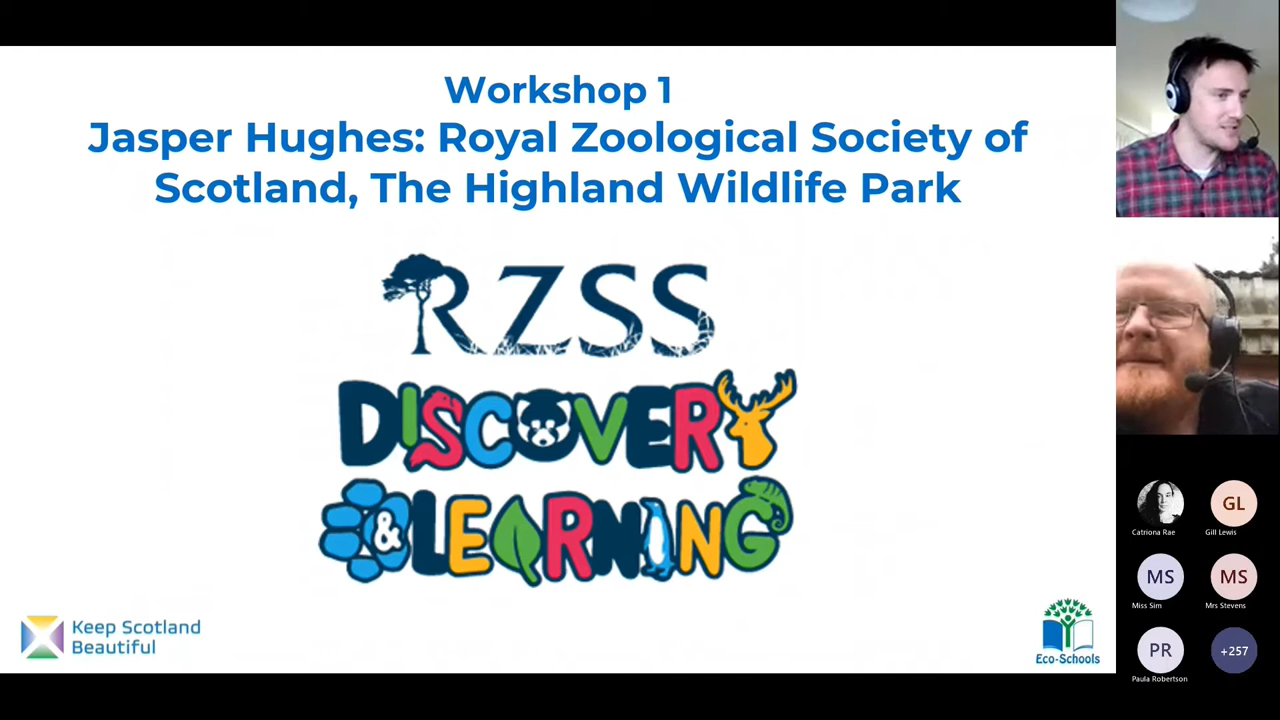 Workshop 1
Jasper Hughes: Royal Zoological Society of
Scotland, The Highland Wildlife Park
RZSS
DISCOVERY
& LEARNING
Keep Scotland
Beautiful
Eco-Schools
Catriona Rae
GL
Gill Lewis
MS
Miss Sim
MS
Mrs Stevens
PR
Paula Robertson
+257